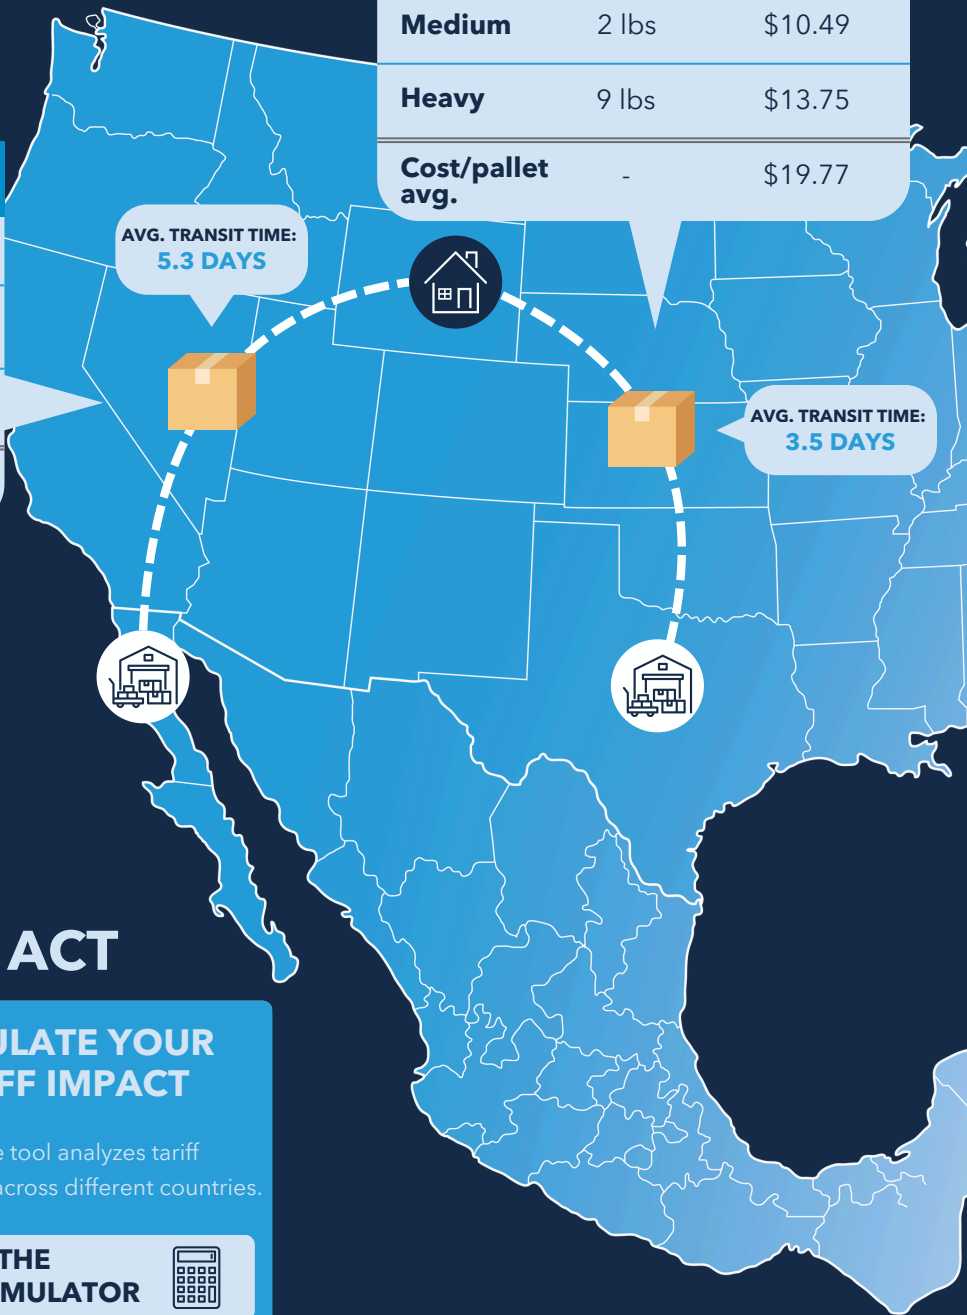 Medium 2 lbs $10.49
Heavy 9 lbs $13.75
Cost/pallet
avg. - $19.77
AVG. TRANSIT TIME:
5.3 DAYS
AVG. TRANSIT TIME:
3.5 DAYS
ACT
ULATE YOUR
FF IMPACT
e tool analyzes tariff
across different countries.
THE
MULATOR